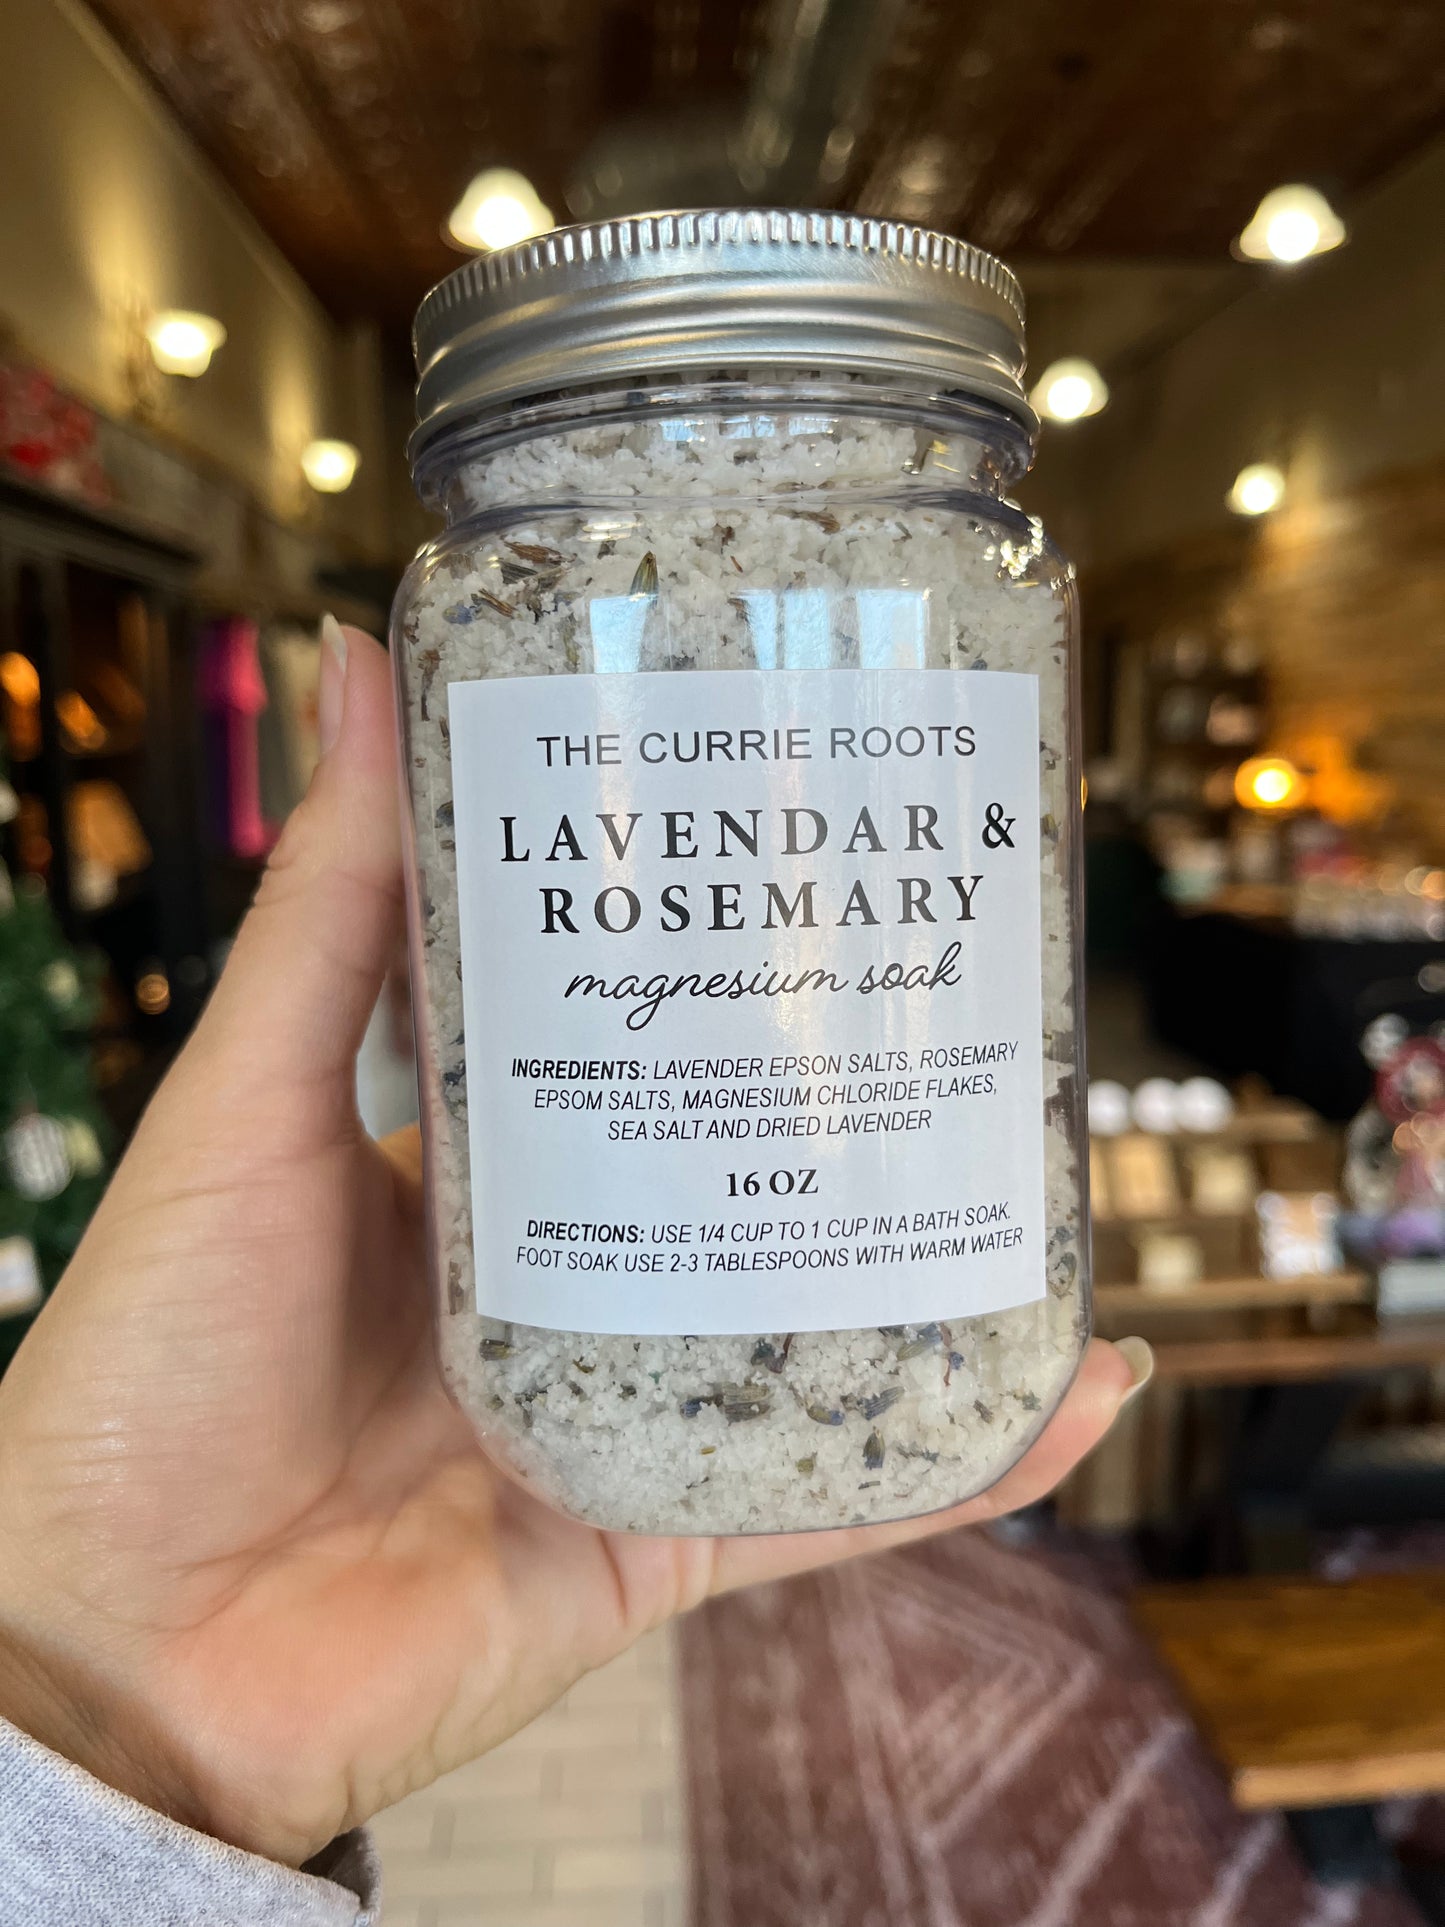 THE CURRIE ROOTS
LAVENDAR &
ROSEMARY
magnesium soak
INGREDIENTS: LAVENDER EPSON SALTS, ROSEMARY
EPSOM SALTS, MAGNESIUM CHLORIDE FLAKES,
SEA SALT AND DRIED LAVENDER
16 OZ
DIRECTIONS: USE 1/4 CUP TO 1 CUP IN A BATH SOAK.
FOOT SOAK USE 2-3 TABLESPOONS WITH WARM WATER